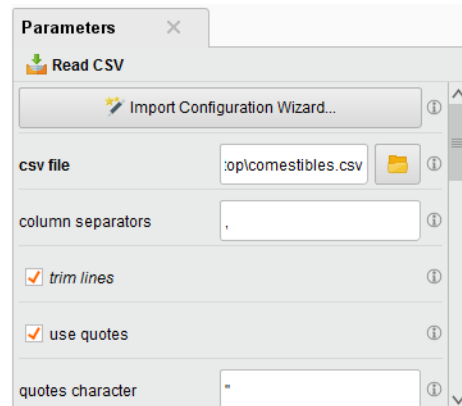 Parameters
Read CSV
Import Configuration Wizard...
csv file
:op\comestibles.csv
column separators
,
trim lines
use quotes
quotes character
"